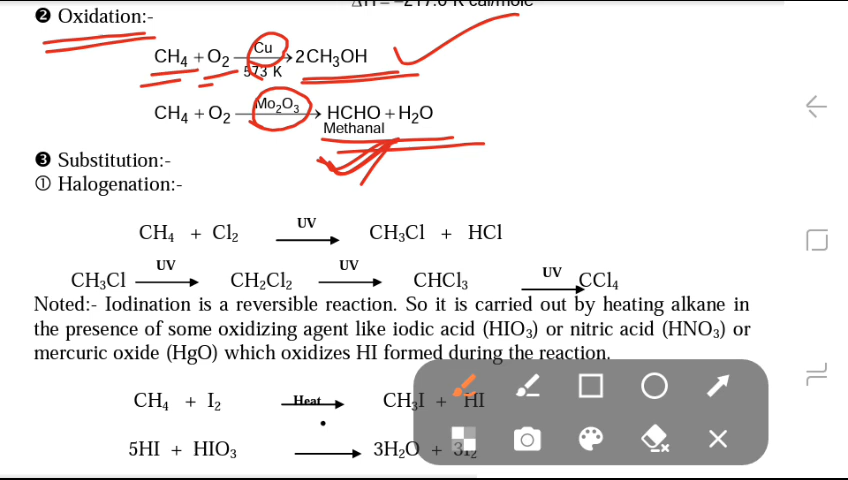 ❷ Oxidation:-
CH₄ + O₂ —Cu / 573 K→ 2CH₃OH
CH₄ + O₂ —Mo₂O₃→ HCHO + H₂O
Methanal
❸ Substitution:-
① Halogenation:-
CH₄ + Cl₂ —UV→ CH₃Cl + HCl
CH₃Cl —UV→ CH₂Cl₂ —UV→ CHCl₃ —UV→ CCl₄
Noted:- Iodination is a reversible reaction. So it is carried out by heating alkane in
the presence of some oxidizing agent like iodic acid (HIO₃) or nitric acid (HNO₃) or
mercuric oxide (HgO) which oxidizes HI formed during the reaction.
CH₄ + I₂ —Heat→ CH₃I + HI
5HI + HIO₃ → 3H₂O + 3I₂